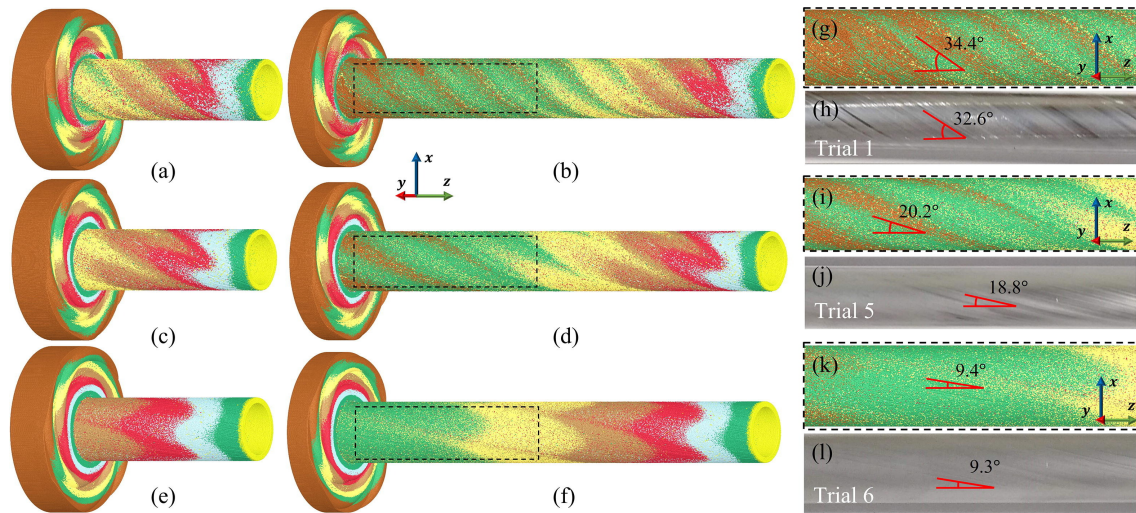 (a)
(b)
x
y
z
(c)
(d)
(e)
(f)
(g)
34.4°
x
y
z
(h)
32.6°
Trial 1
(i)
20.2°
x
y
z
(j)
18.8°
Trial 5
(k)
9.4°
x
y
z
(l)
9.3°
Trial 6